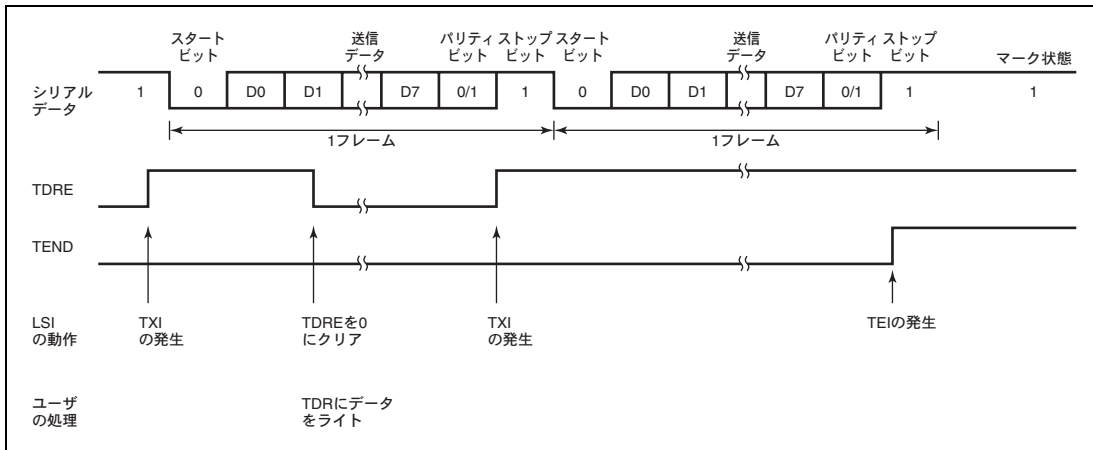 スタート
ビット
送信
データ
パリティ ストップ スタート
ビット ビット ビット
送信
データ
パリティ ストップ
ビット ビット
マーク状態
シリアル
データ
1 0 D0 D1 D7 0/1 1 0 D0 D1 D7 0/1 1 1
1フレーム 1フレーム
TDRE
TEND
LSI
の動作
TXI
の発生
TDREを0
にクリア
TXI
の発生
TEIの発生
ユーザ
の処理
TDRにデータ
をライト